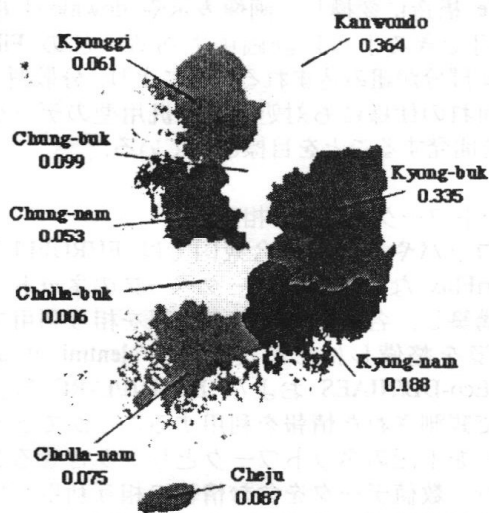 Kyonggi
0.061
Kanwondo
0.364
Chung-buk
0.099
Kyong-buk
0.335
Chung-nam
0.053
Cholla-buk
0.006
Kyong-nam
0.188
Cholla-nam
0.075
Cheju
0.087